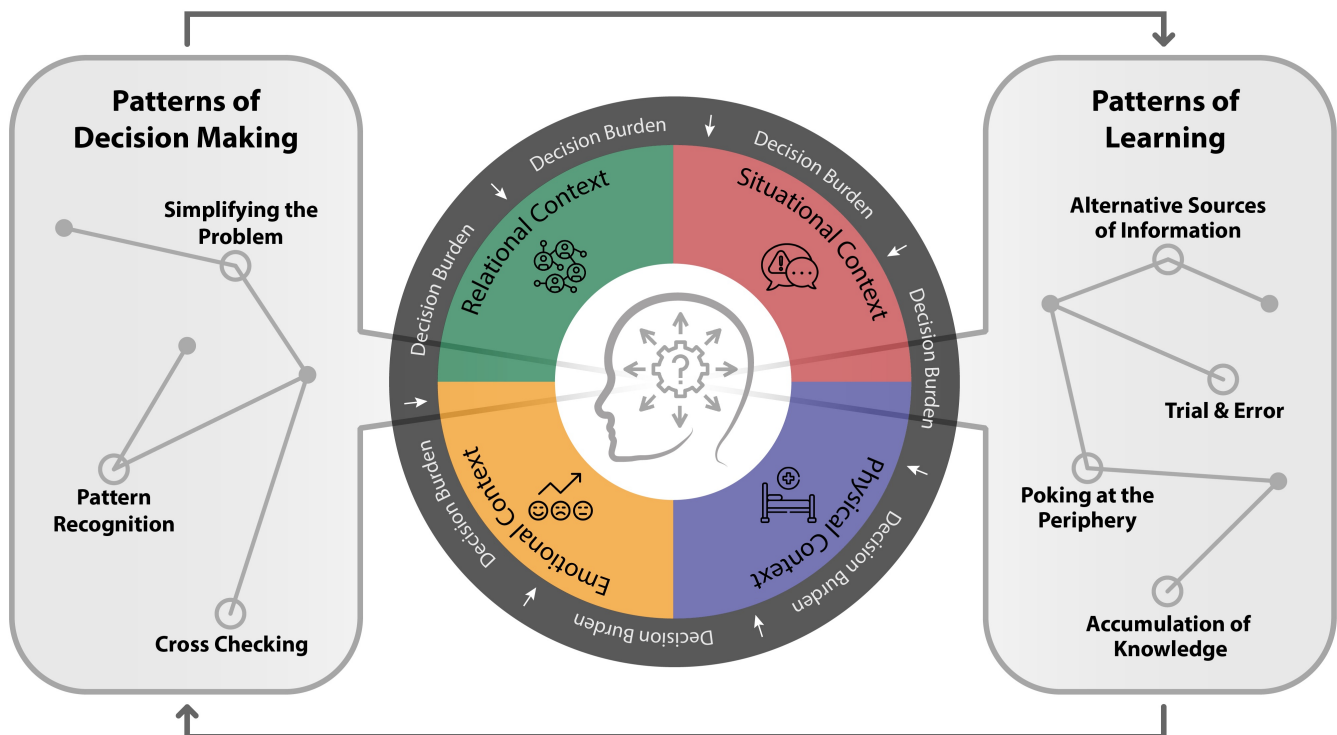 Patterns of
Decision Making
Simplifying the
Problem
Pattern
Recognition
Cross Checking
Decision Burden
Decision Burden
Decision Burden
Decision Burden
Decision Burden
Decision Burden
Decision Burden
Relational Context
Situational Context
Physical Context
Emotional Context
?
Patterns of
Learning
Alternative Sources
of Information
Trial & Error
Poking at the
Periphery
Accumulation of
Knowledge